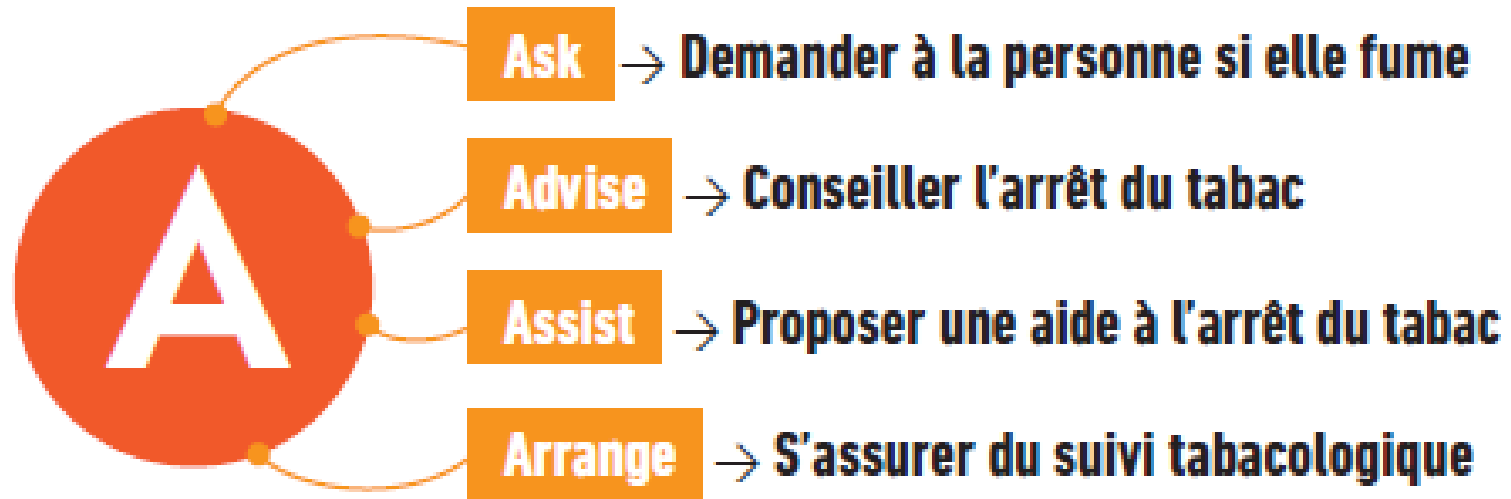 A
Ask → Demander à la personne si elle fume
Advise → Conseiller l'arrêt du tabac
Assist → Proposer une aide à l'arrêt du tabac
Arrange → S'assurer du suivi tabacologique